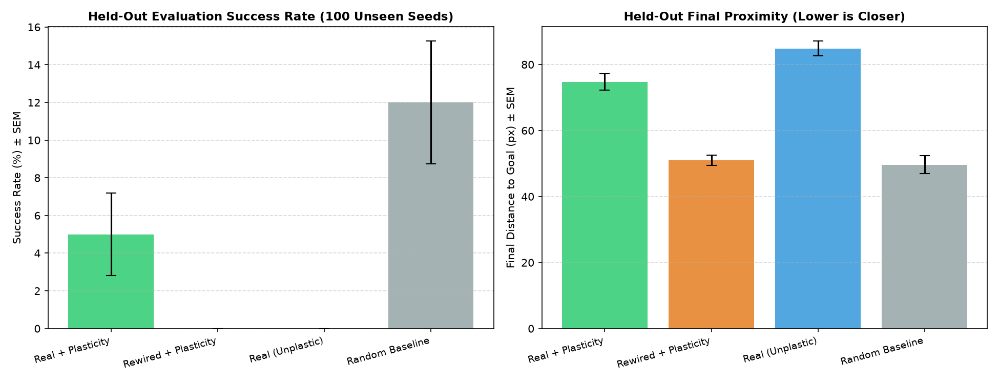 Held-Out Evaluation Success Rate (100 Unseen Seeds)
Success Rate (%) ± SEM
16
14
12
10
8
6
4
2
0
Real + Plasticity
Rewired + Plasticity
Real (Unplastic)
Random Baseline
Held-Out Final Proximity (Lower is Closer)
Final Distance to Goal (px) ± SEM
80
60
40
20
0
Real + Plasticity
Rewired + Plasticity
Real (Unplastic)
Random Baseline